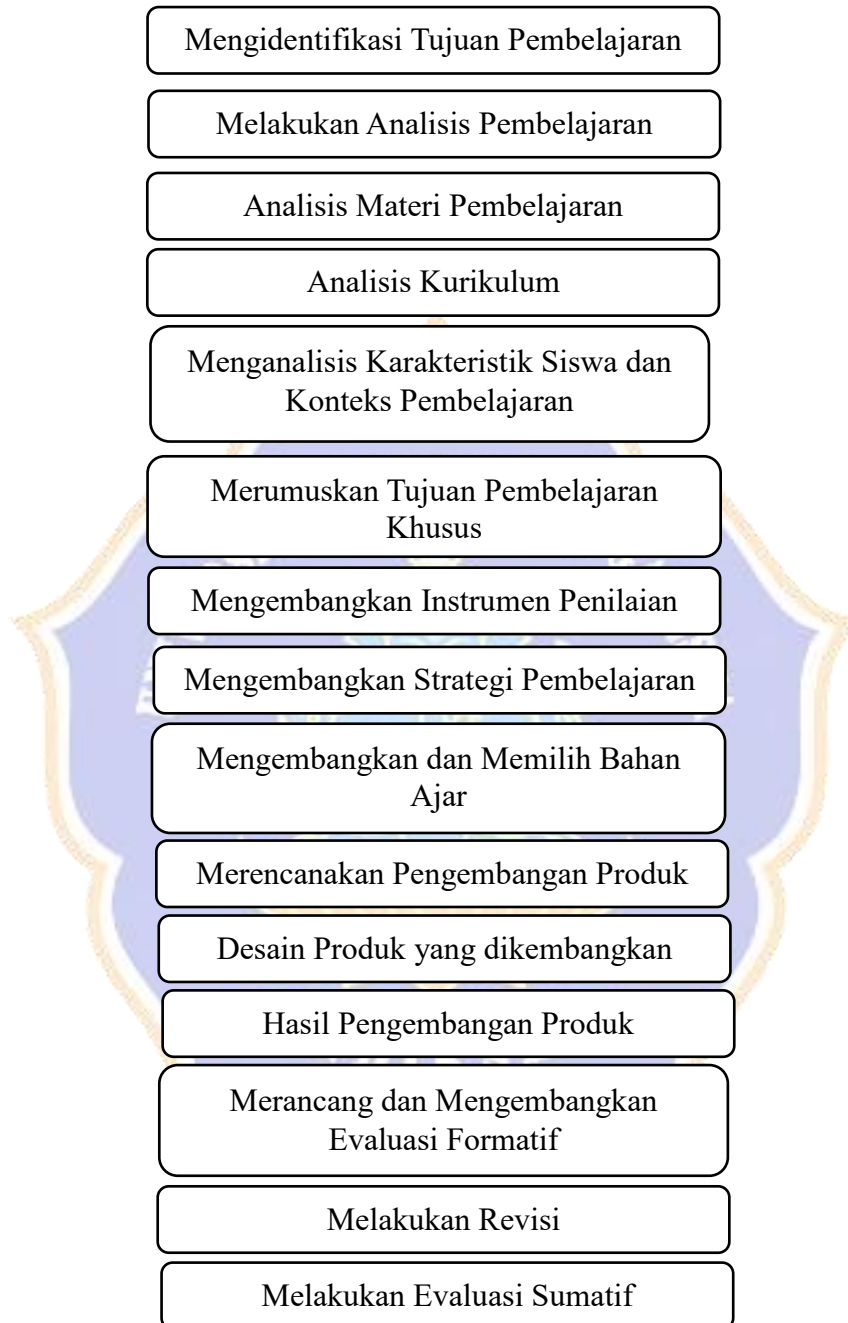 Mengidentifikasi Tujuan Pembelajaran
Melakukan Analisis Pembelajaran
Analisis Materi Pembelajaran
Analisis Kurikulum
Menganalisis Karakteristik Siswa dan
Konteks Pembelajaran
Merumuskan Tujuan Pembelajaran
Khusus
Mengembangkan Instrumen Penilaian
Mengembangkan Strategi Pembelajaran
Mengembangkan dan Memilih Bahan
Ajar
Merencanakan Pengembangan Produk
Desain Produk yang dikembangkan
Hasil Pengembangan Produk
Merancang dan Mengembangkan
Evaluasi Formatif
Melakukan Revisi
Melakukan Evaluasi Sumatif